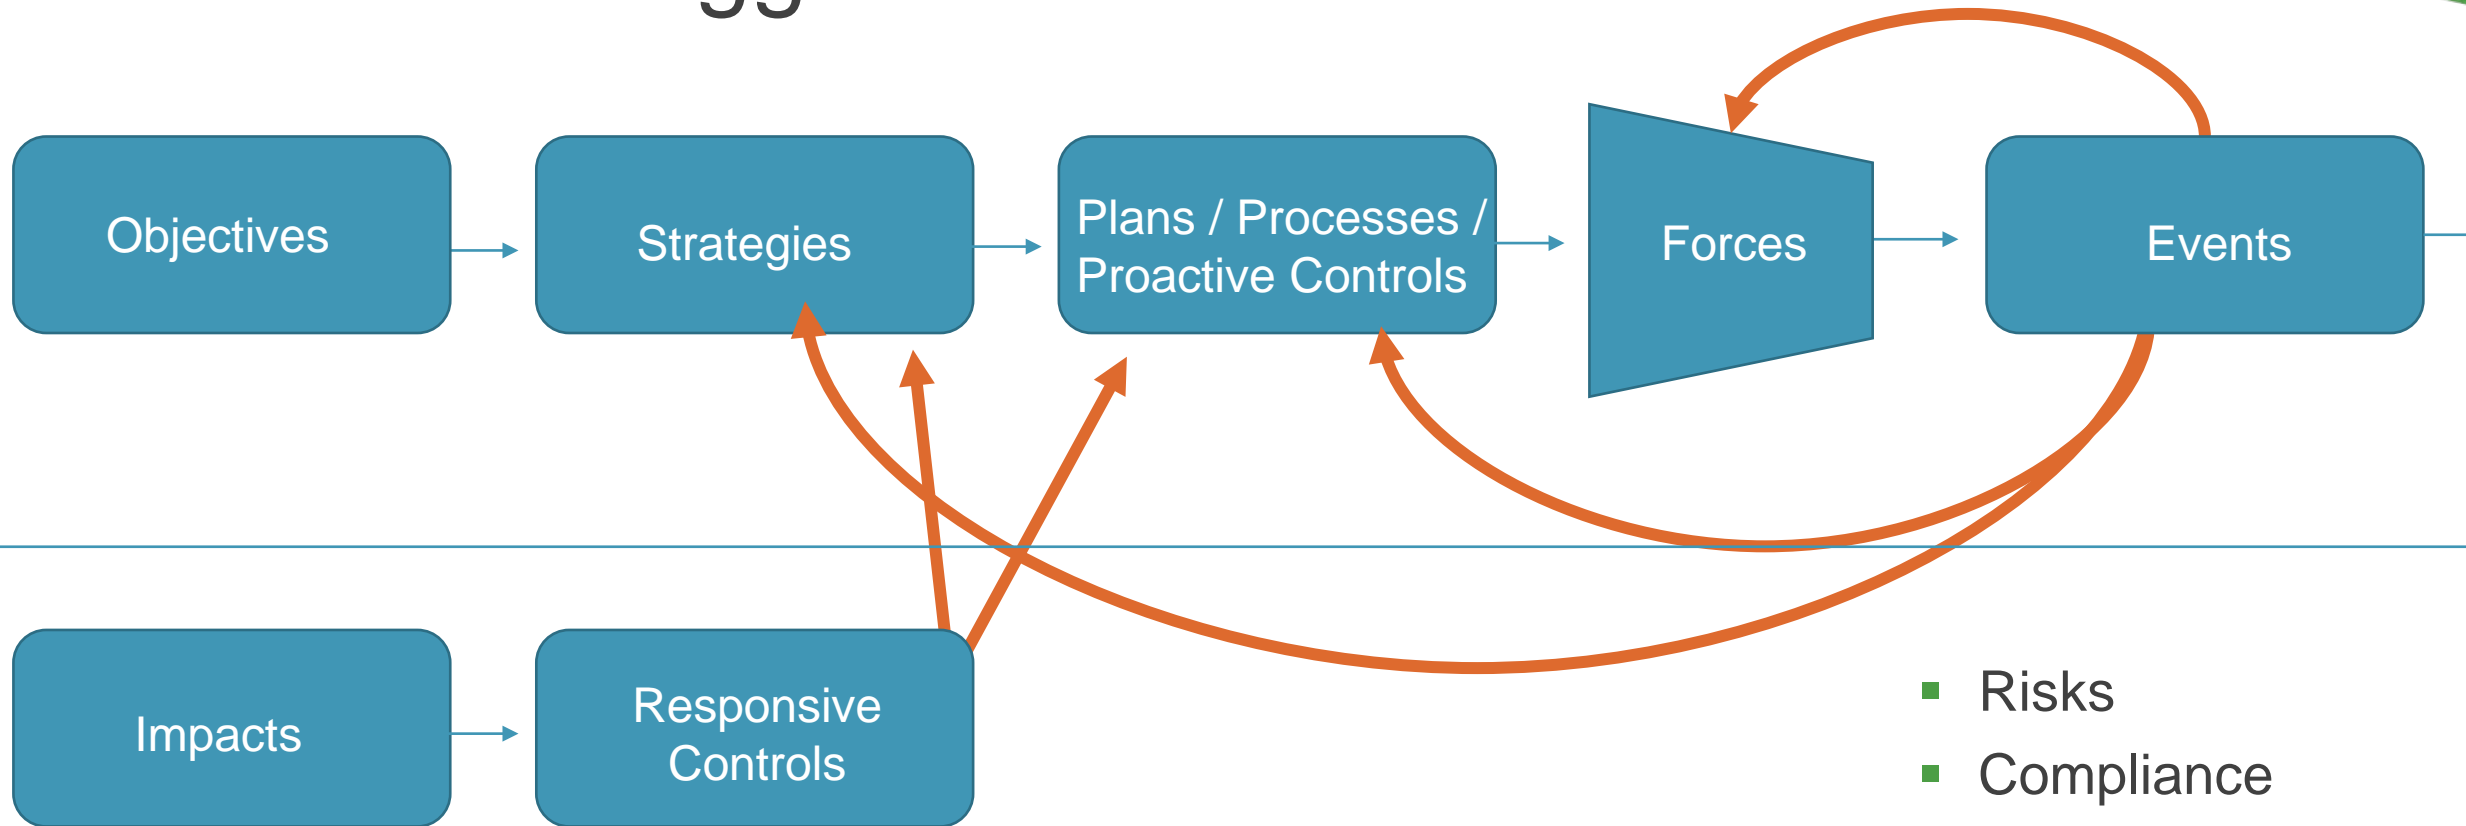 Objectives
Strategies
Plans / Processes /
Proactive Controls
Forces
Events
Impacts
Responsive
Controls
Risks
Compliance